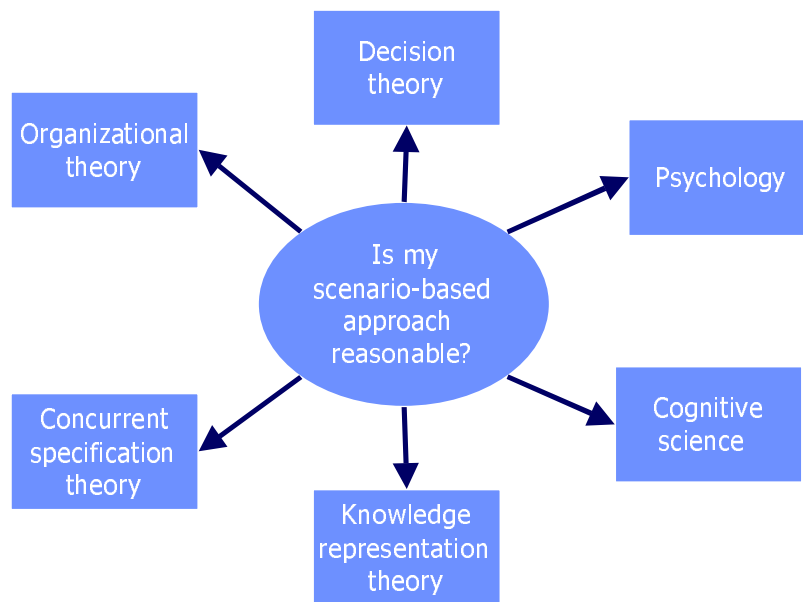 Decision
theory
Organizational
theory
Psychology
Is my
scenario-based
approach
reasonable?
Concurrent
specification
theory
Cognitive
science
Knowledge
representation
theory